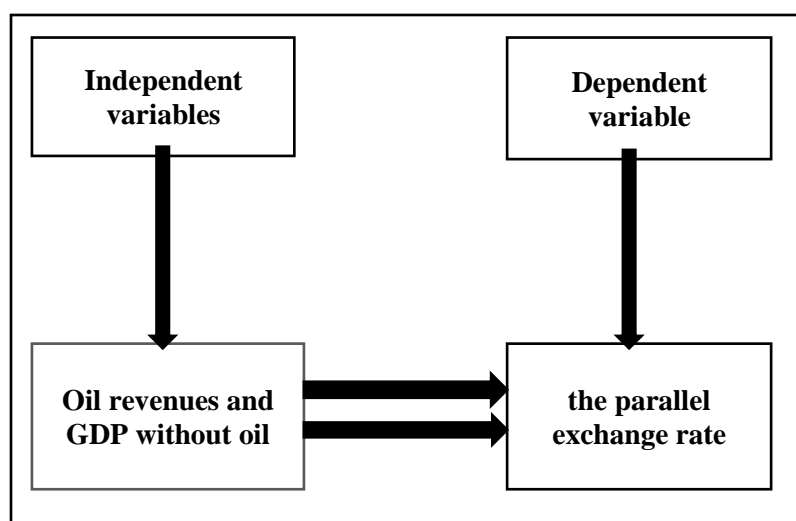 Independent
variables
Dependent
variable
Oil revenues and
GDP without oil
the parallel
exchange rate